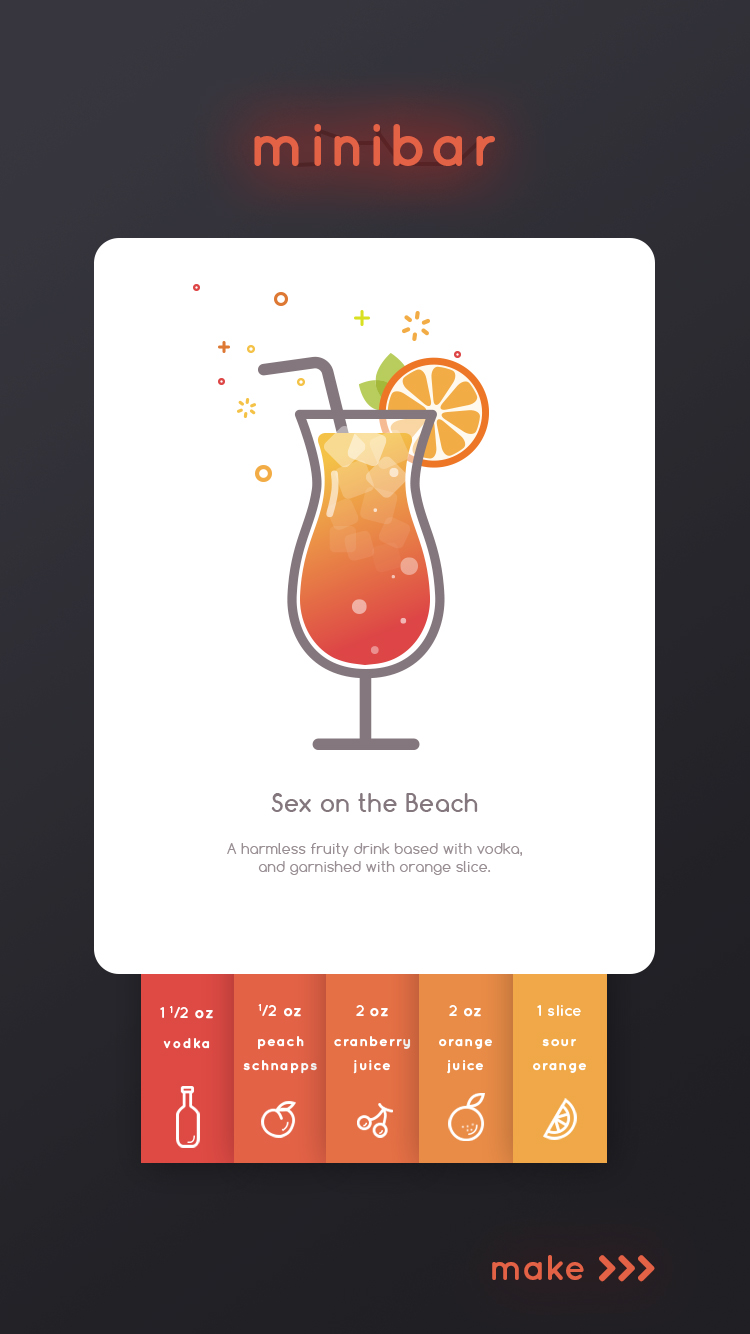 minibar
Sex on the Beach
A harmless fruity drink based with vodka,
and garnished with orange slice.
1 1/2 oz
vodka
1/2 oz
peach
schnapps
2 oz
cranberry
juice
2 oz
orange
juice
1 slice
sour
orange
make